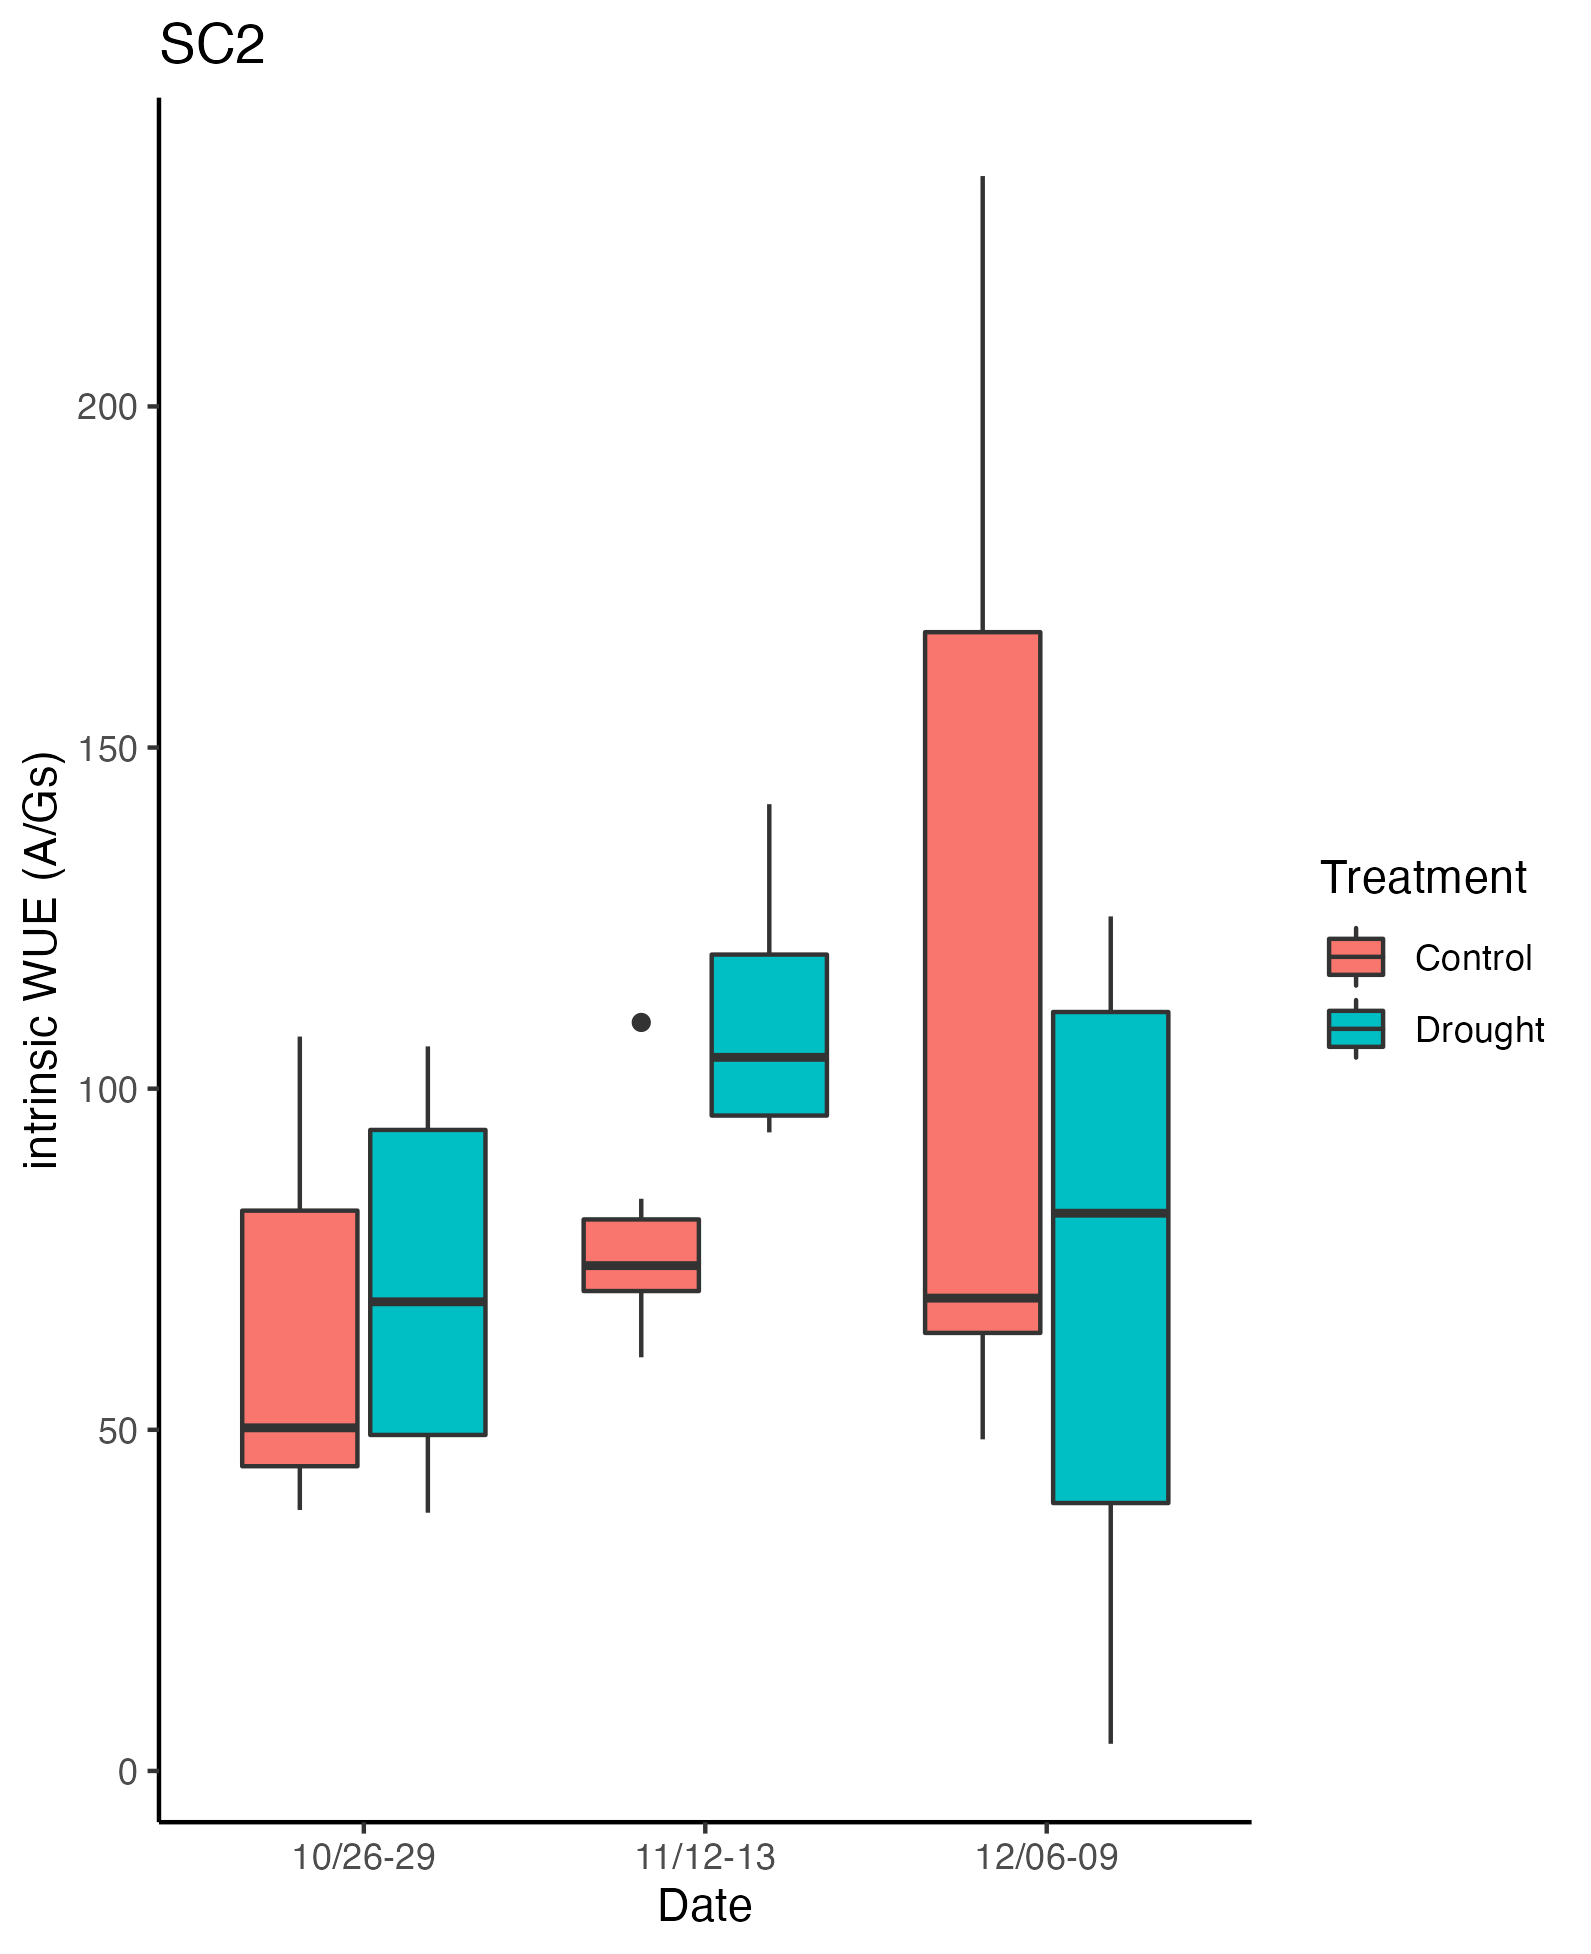 SC2
intrinsic WUE (A/Gs)
200
150
100
50
0
10/26-29 11/12-13 12/06-09
Date
Treatment
Control
Drought